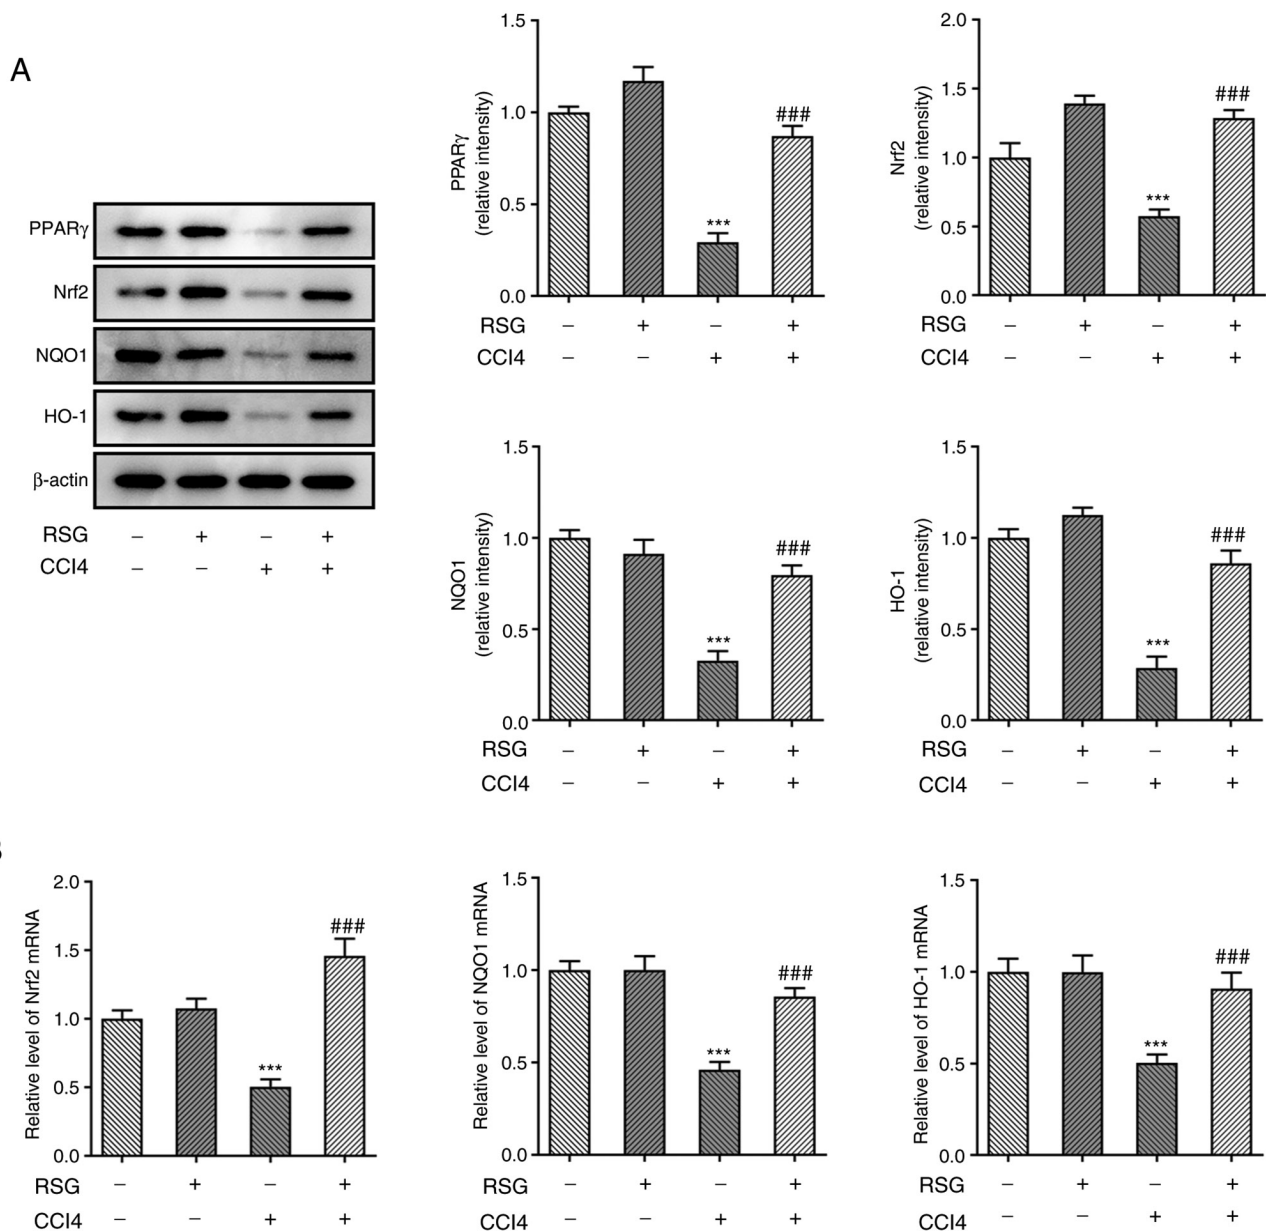 A
PPARγ
Nrf2
NQO1
HO-1
β-actin
RSG – + – +
CCl4 – – + +
PPARγ
(relative intensity)
1.5
1.0
0.5
0.0
***
###
RSG – + – +
CCl4 – – + +
Nrf2
(relative intensity)
2.0
1.5
1.0
0.5
0.0
***
###
RSG – + – +
CCl4 – – + +
NQO1
(relative intensity)
1.5
1.0
0.5
0.0
***
###
RSG – + – +
CCl4 – – + +
HO-1
(relative intensity)
1.5
1.0
0.5
0.0
***
###
RSG – + – +
CCl4 – – + +
Relative level of Nrf2 mRNA
2.0
1.5
1.0
0.5
0.0
***
###
RSG – + – +
CCl4 – – + +
Relative level of NQO1 mRNA
1.5
1.0
0.5
0.0
***
###
RSG – + – +
CCl4 – – + +
Relative level of HO-1 mRNA
1.5
1.0
0.5
0.0
***
###
RSG – + – +
CCl4 – – + +